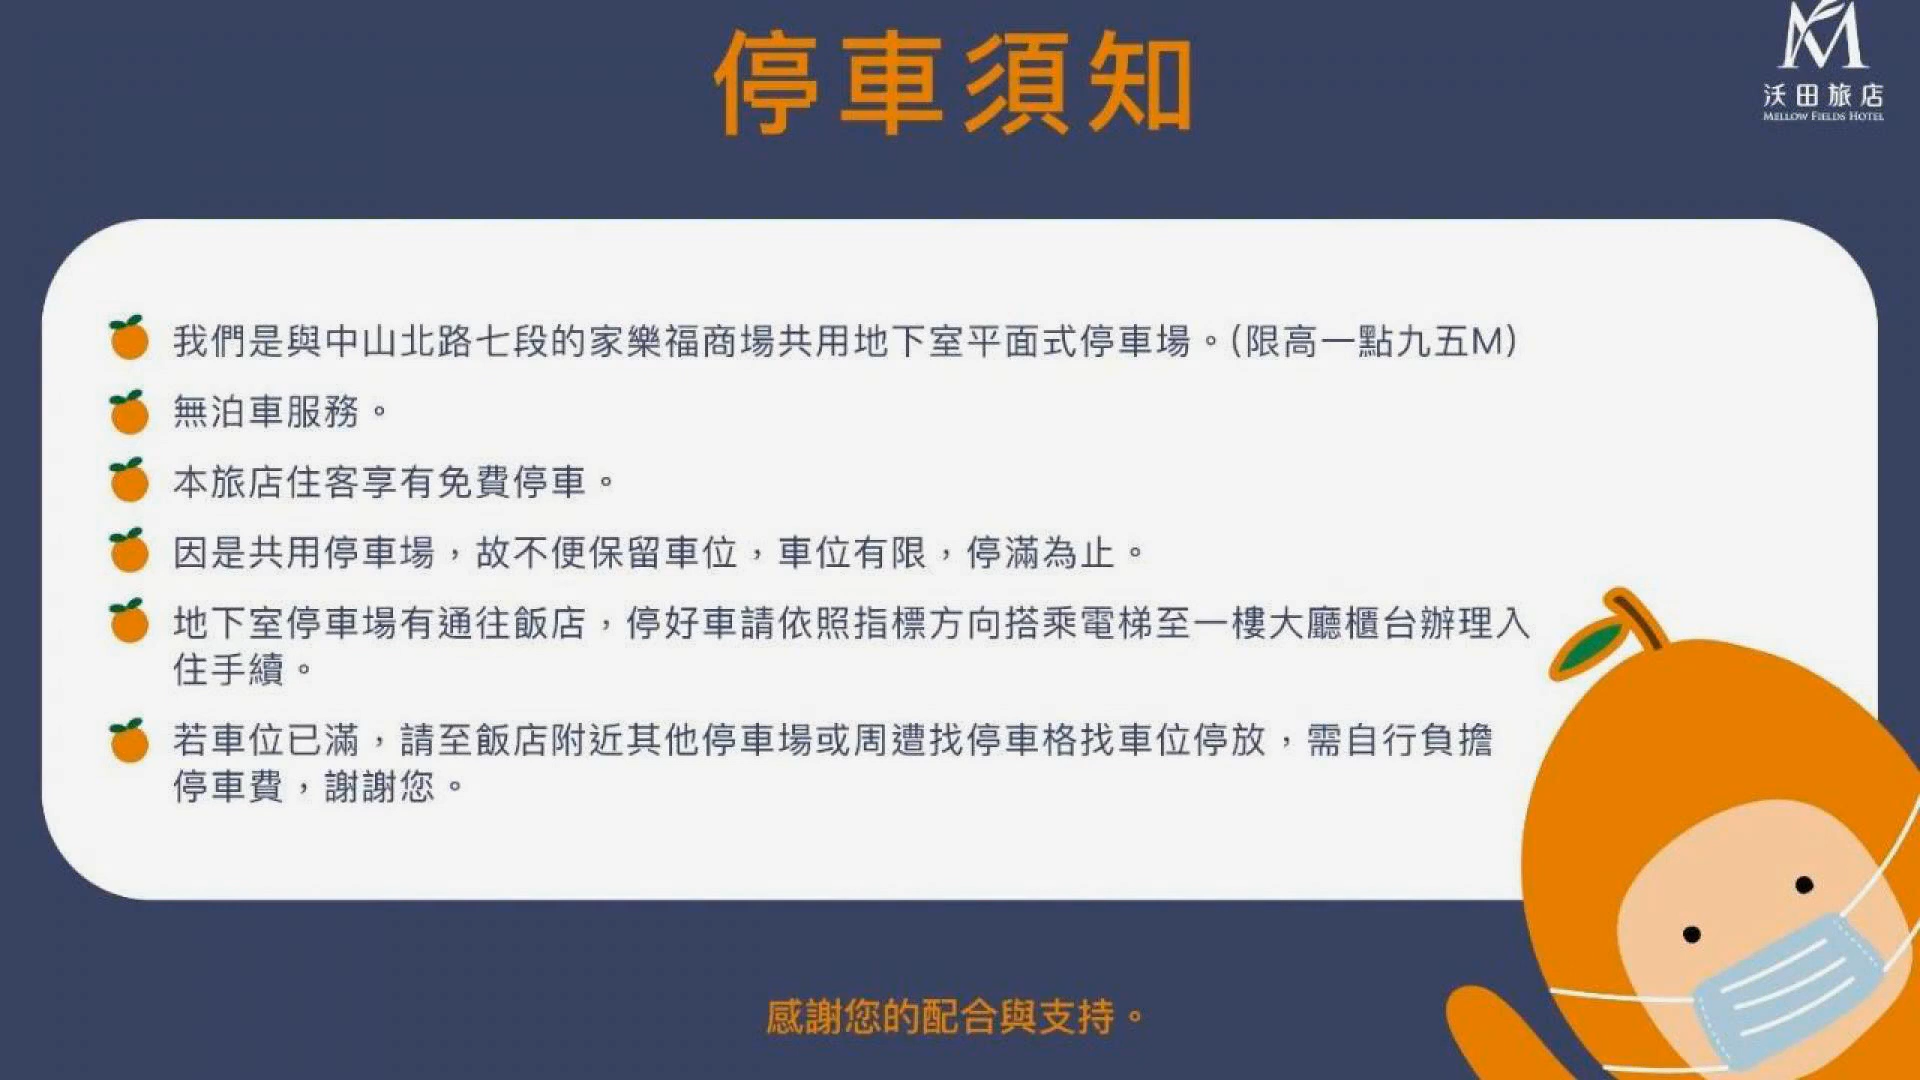 停車須知
沃田旅店
MELLOW FIELDS HOTEL
我們是與中山北路七段的家樂福商場共用地下室平面式停車場。(限高一點九五M)
無泊車服務。
本旅店住客享有免費停車。
因是共用停車場，故不便保留車位，車位有限，停滿為止。
地下室停車場有通往飯店，停好車請依照指標方向搭乘電梯至一樓大廳櫃台辦理入
住手續。
若車位已滿，請至飯店附近其他停車場或周遭找停車格找車位停放，需自行負擔
停車費，謝謝您。
感謝您的配合與支持。